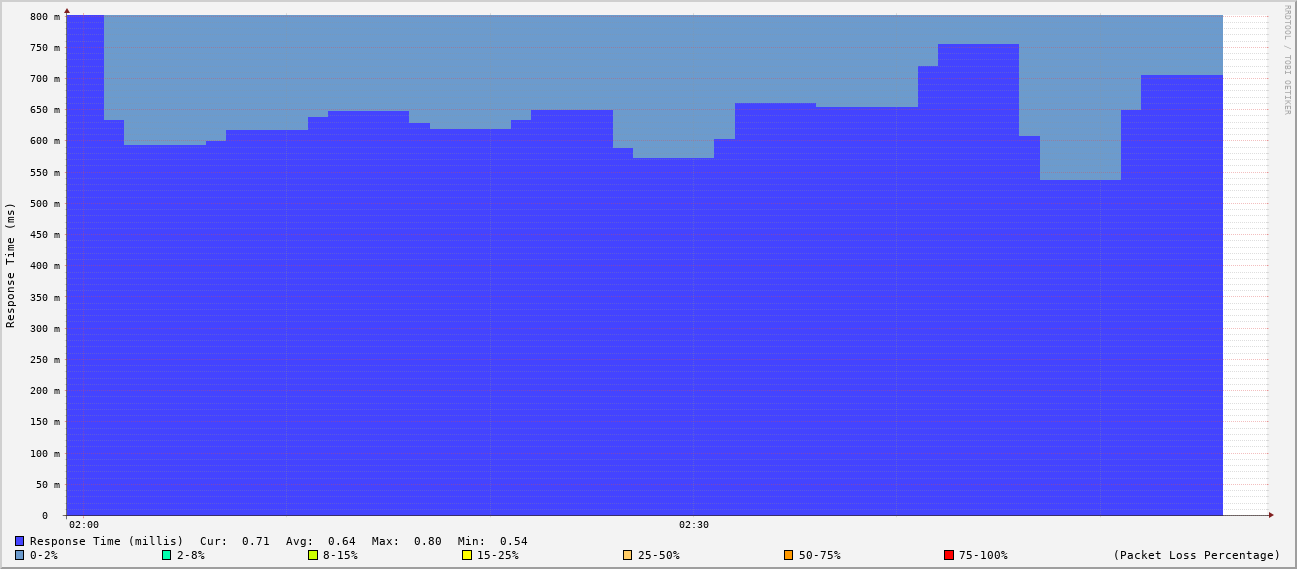 RRDTOOL / TOBI OETIKER
Response Time (ms)
800 m
750 m
700 m
650 m
600 m
550 m
500 m
450 m
400 m
350 m
300 m
250 m
200 m
150 m
100 m
50 m
0
02:00 02:30
Response Time (millis) Cur: 0.71 Avg: 0.64 Max: 0.80 Min: 0.54
0-2% 2-8% 8-15% 15-25% 25-50% 50-75% 75-100% (Packet Loss Percentage)